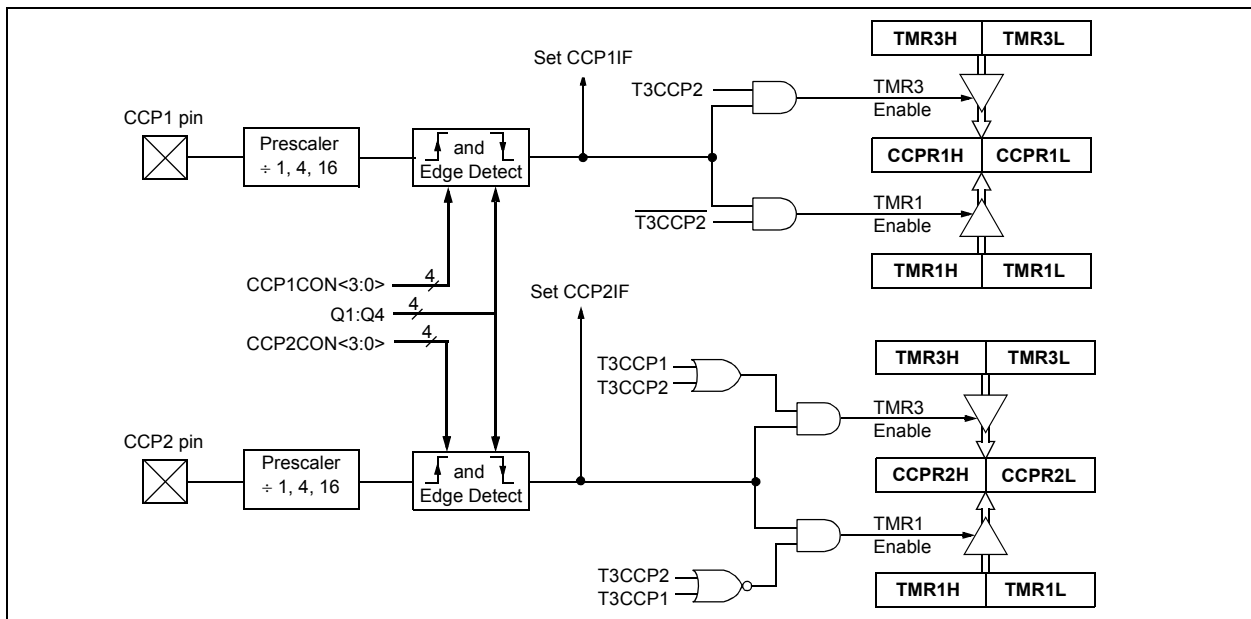 TMR3H TMR3L
Set CCP1IF
T3CCP2
TMR3
Enable
CCP1 pin
Prescaler
÷ 1, 4, 16
and
Edge Detect
CCPR1H CCPR1L
T3CCP2
TMR1
Enable
TMR1H TMR1L
CCP1CON<3:0> 4
Q1:Q4 4
CCP2CON<3:0> 4
Set CCP2IF
TMR3H TMR3L
T3CCP1
T3CCP2
TMR3
Enable
CCP2 pin
Prescaler
÷ 1, 4, 16
and
Edge Detect
CCPR2H CCPR2L
TMR1
Enable
T3CCP2
T3CCP1
TMR1H TMR1L